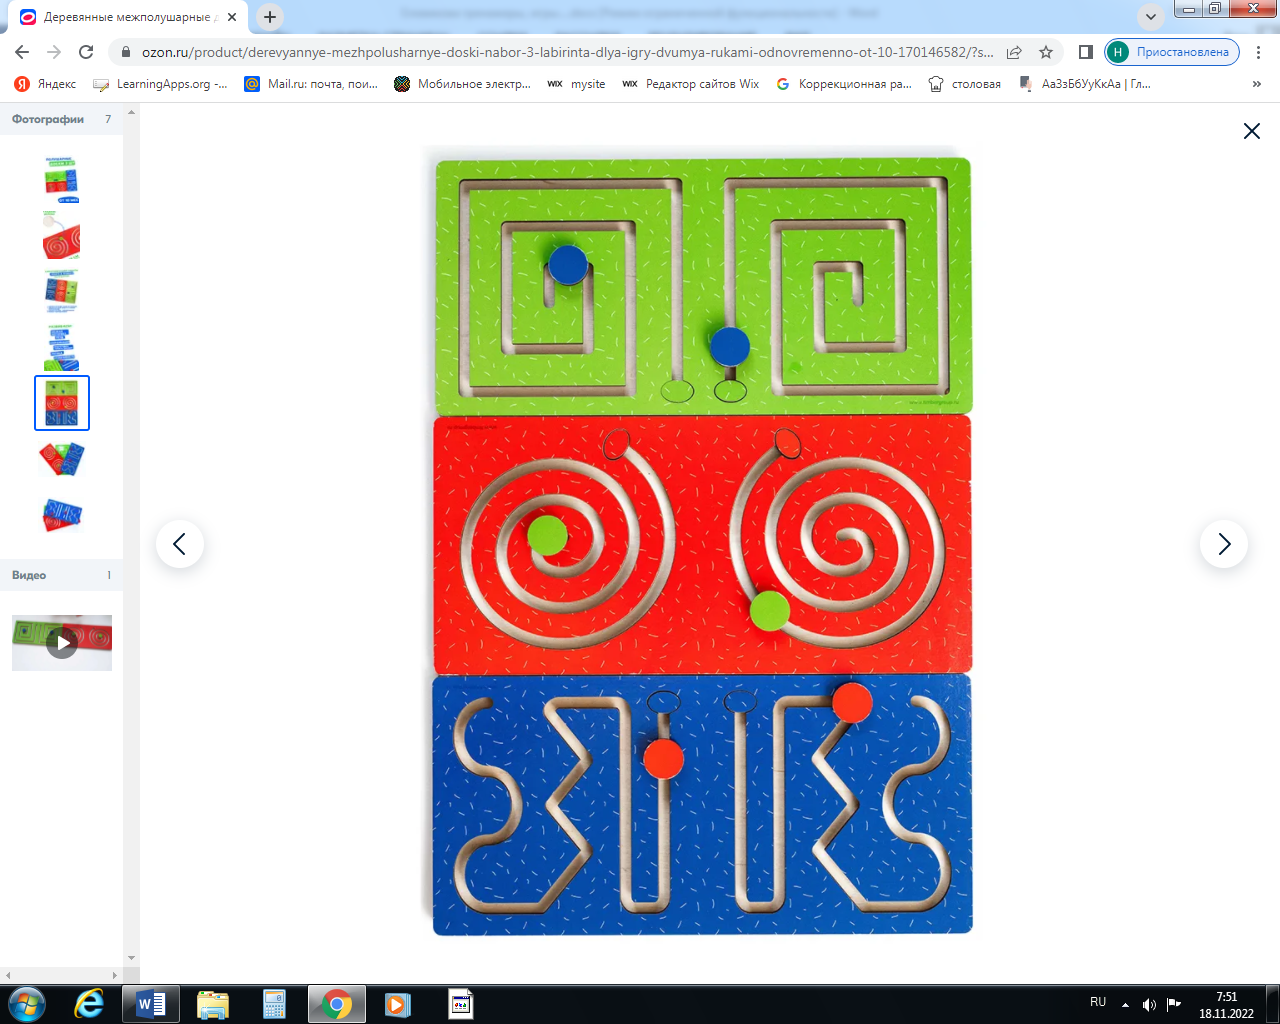 Деревянные межполушарные д
ozon.ru/product/derevyannye-mezhpolusharnye-doski-nabor-3-labirinta-dlya-igry-dvumya-rukami-odnovremenno-ot-10-170146582/?s...
Н Приостановлена
Яндекс LearningApps.org -... Mail.ru: почта, пои... Мобильное электр... WIX mysite WIX Редактор сайтов Wix Коррекционная ра... столовая АаЗзБбУуКкАа | Гл... »
Фотографии 7
Видео 1
RU
7:51
18.11.2022